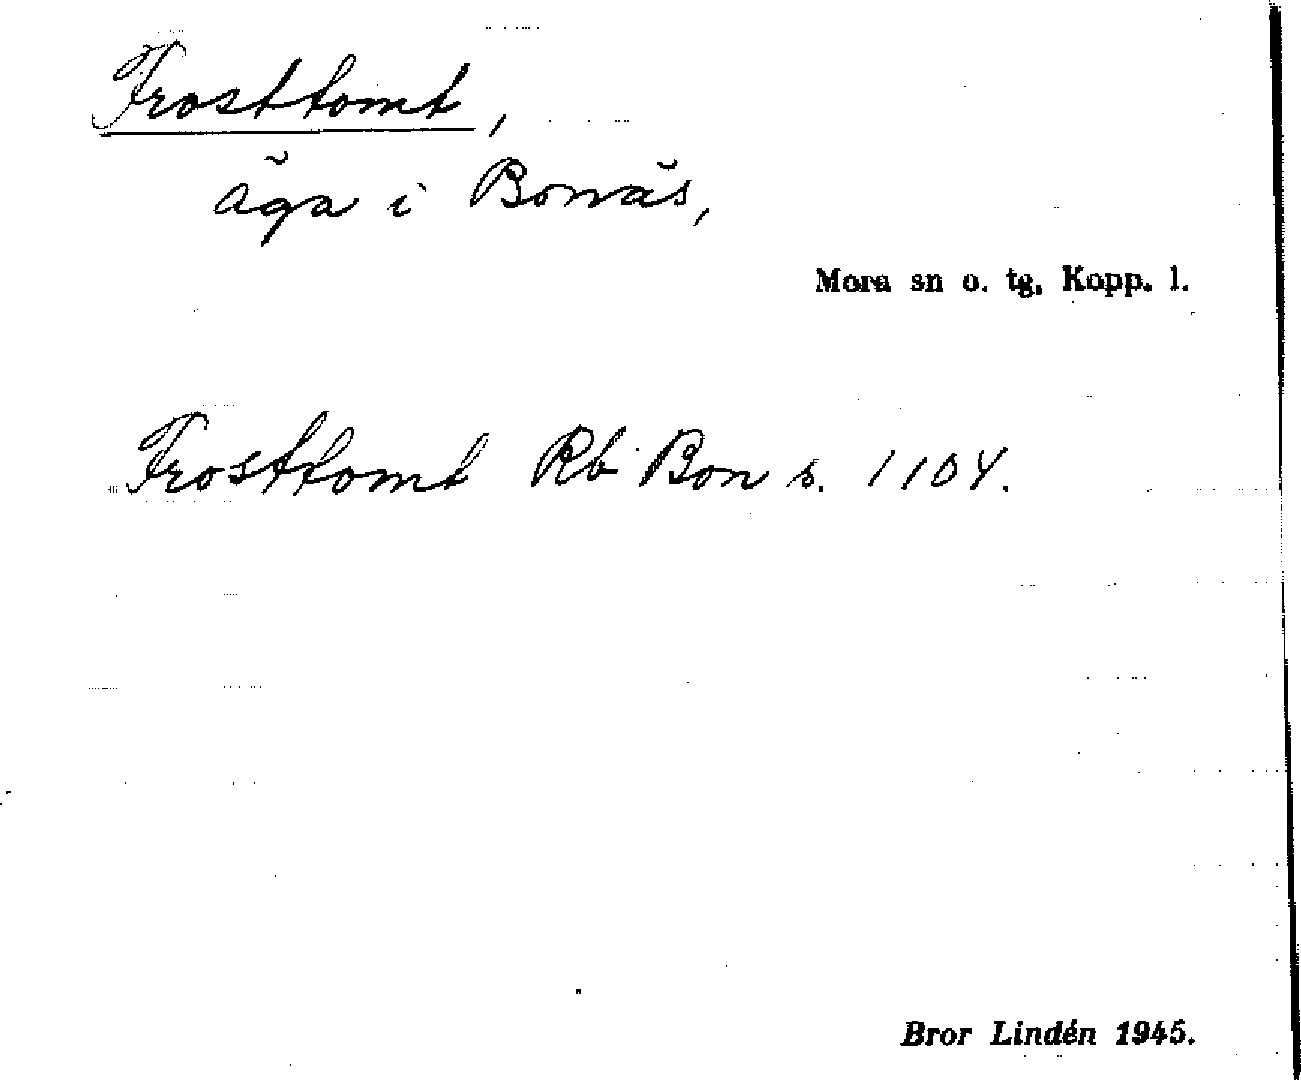 Frosttomt,
äga i Bonäs,
Mora sn o. tg. Kopp. l.
Frosttomt Rb Bon s. 1104.
Bror Lindén 1945.